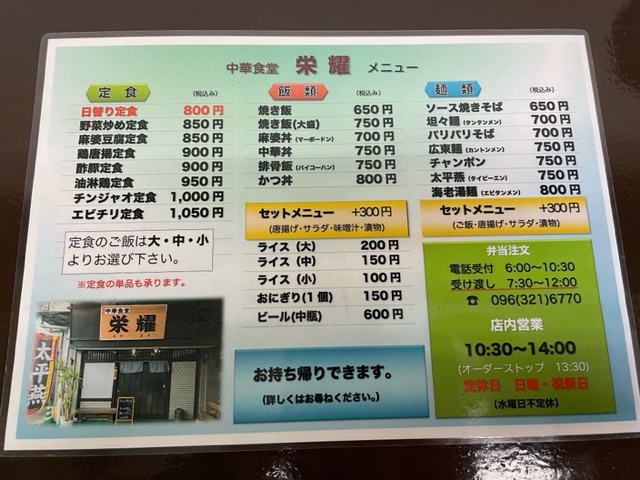 中華食堂 栄耀 メニュー
定食 (税込み)
日替り定食 800円
野菜炒め定食 850円
麻婆豆腐定食 850円
鶏唐揚定食 900円
酢豚定食 900円
油淋鶏定食 950円
チンジャオ定食 1,000円
エビチリ定食 1,050円
定食のご飯は大・中・小
よりお選び下さい。
※定食の単品も承ります。
中華食堂
栄耀
えいよう
太平燕
飯類 (税込み)
焼き飯 650円
焼き飯(大盛) 750円
麻婆丼(マーボードン) 700円
中華丼 750円
排骨飯(パイコーハン) 750円
かつ丼 800円
セットメニュー +300円
(唐揚げ・サラダ・味噌汁・漬物)
ライス(大) 200円
ライス(中) 150円
ライス(小) 100円
おにぎり(1個) 150円
ビール(中瓶) 600円
お持ち帰りできます。
(詳しくはお尋ねください。)
麺類 (税込み)
ソース焼きそば 650円
坦々麺(タンタンメン) 700円
パリパリそば 700円
広東麺(カントンメン) 750円
チャンポン 750円
太平燕(タイピーエン) 750円
海老湯麺(エビタンメン) 800円
セットメニュー +300円
(ご飯・唐揚げ・サラダ・漬物)
弁当注文
電話受付 6:00〜10:30
受け渡し 7:30〜12:00
☎ 096(321)6770
店内営業
10:30〜14:00
(オーダーストップ 13:30)
定休日 日曜・祝祭日
(水曜日不定休)